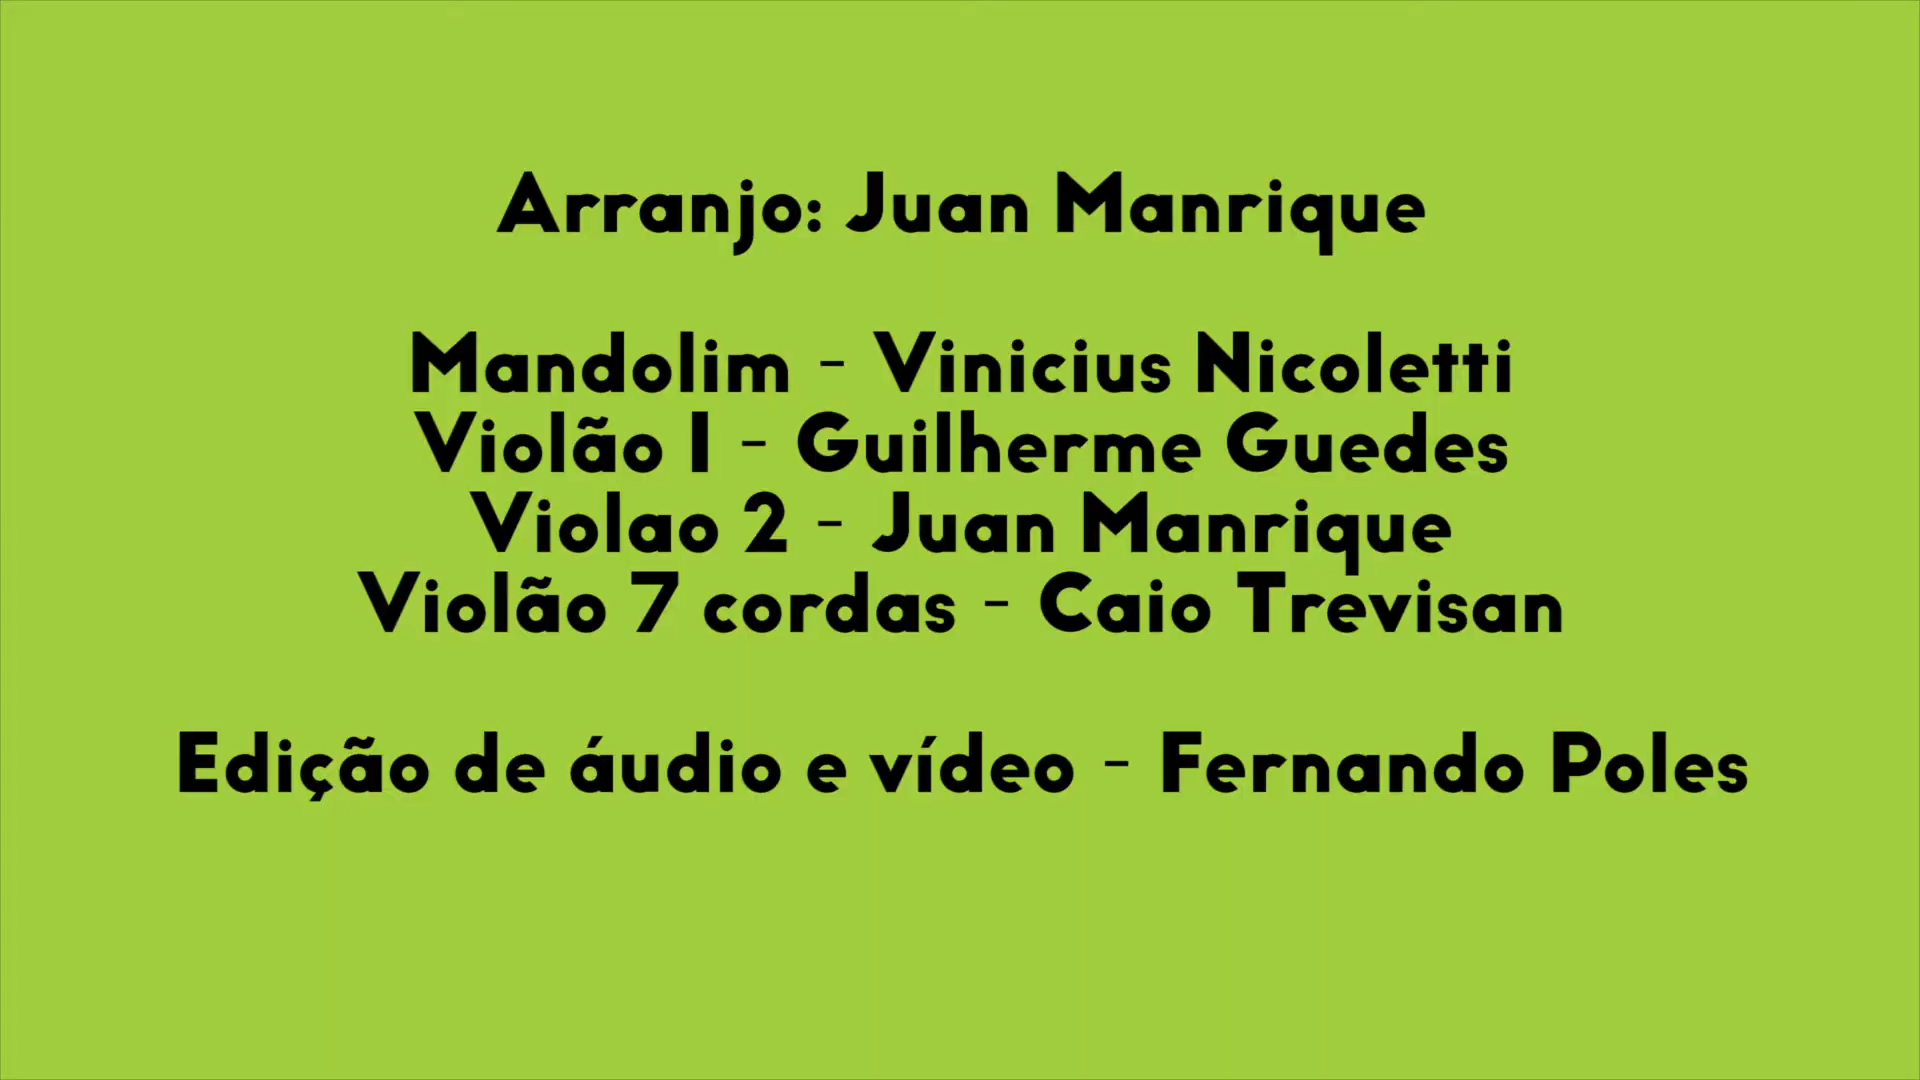 Arranjo: Juan Manrique
Mandolim - Vinicius Nicoletti
Violão 1 - Guilherme Guedes
Violao 2 - Juan Manrique
Violão 7 cordas - Caio Trevisan
Edição de áudio e vídeo - Fernando Poles